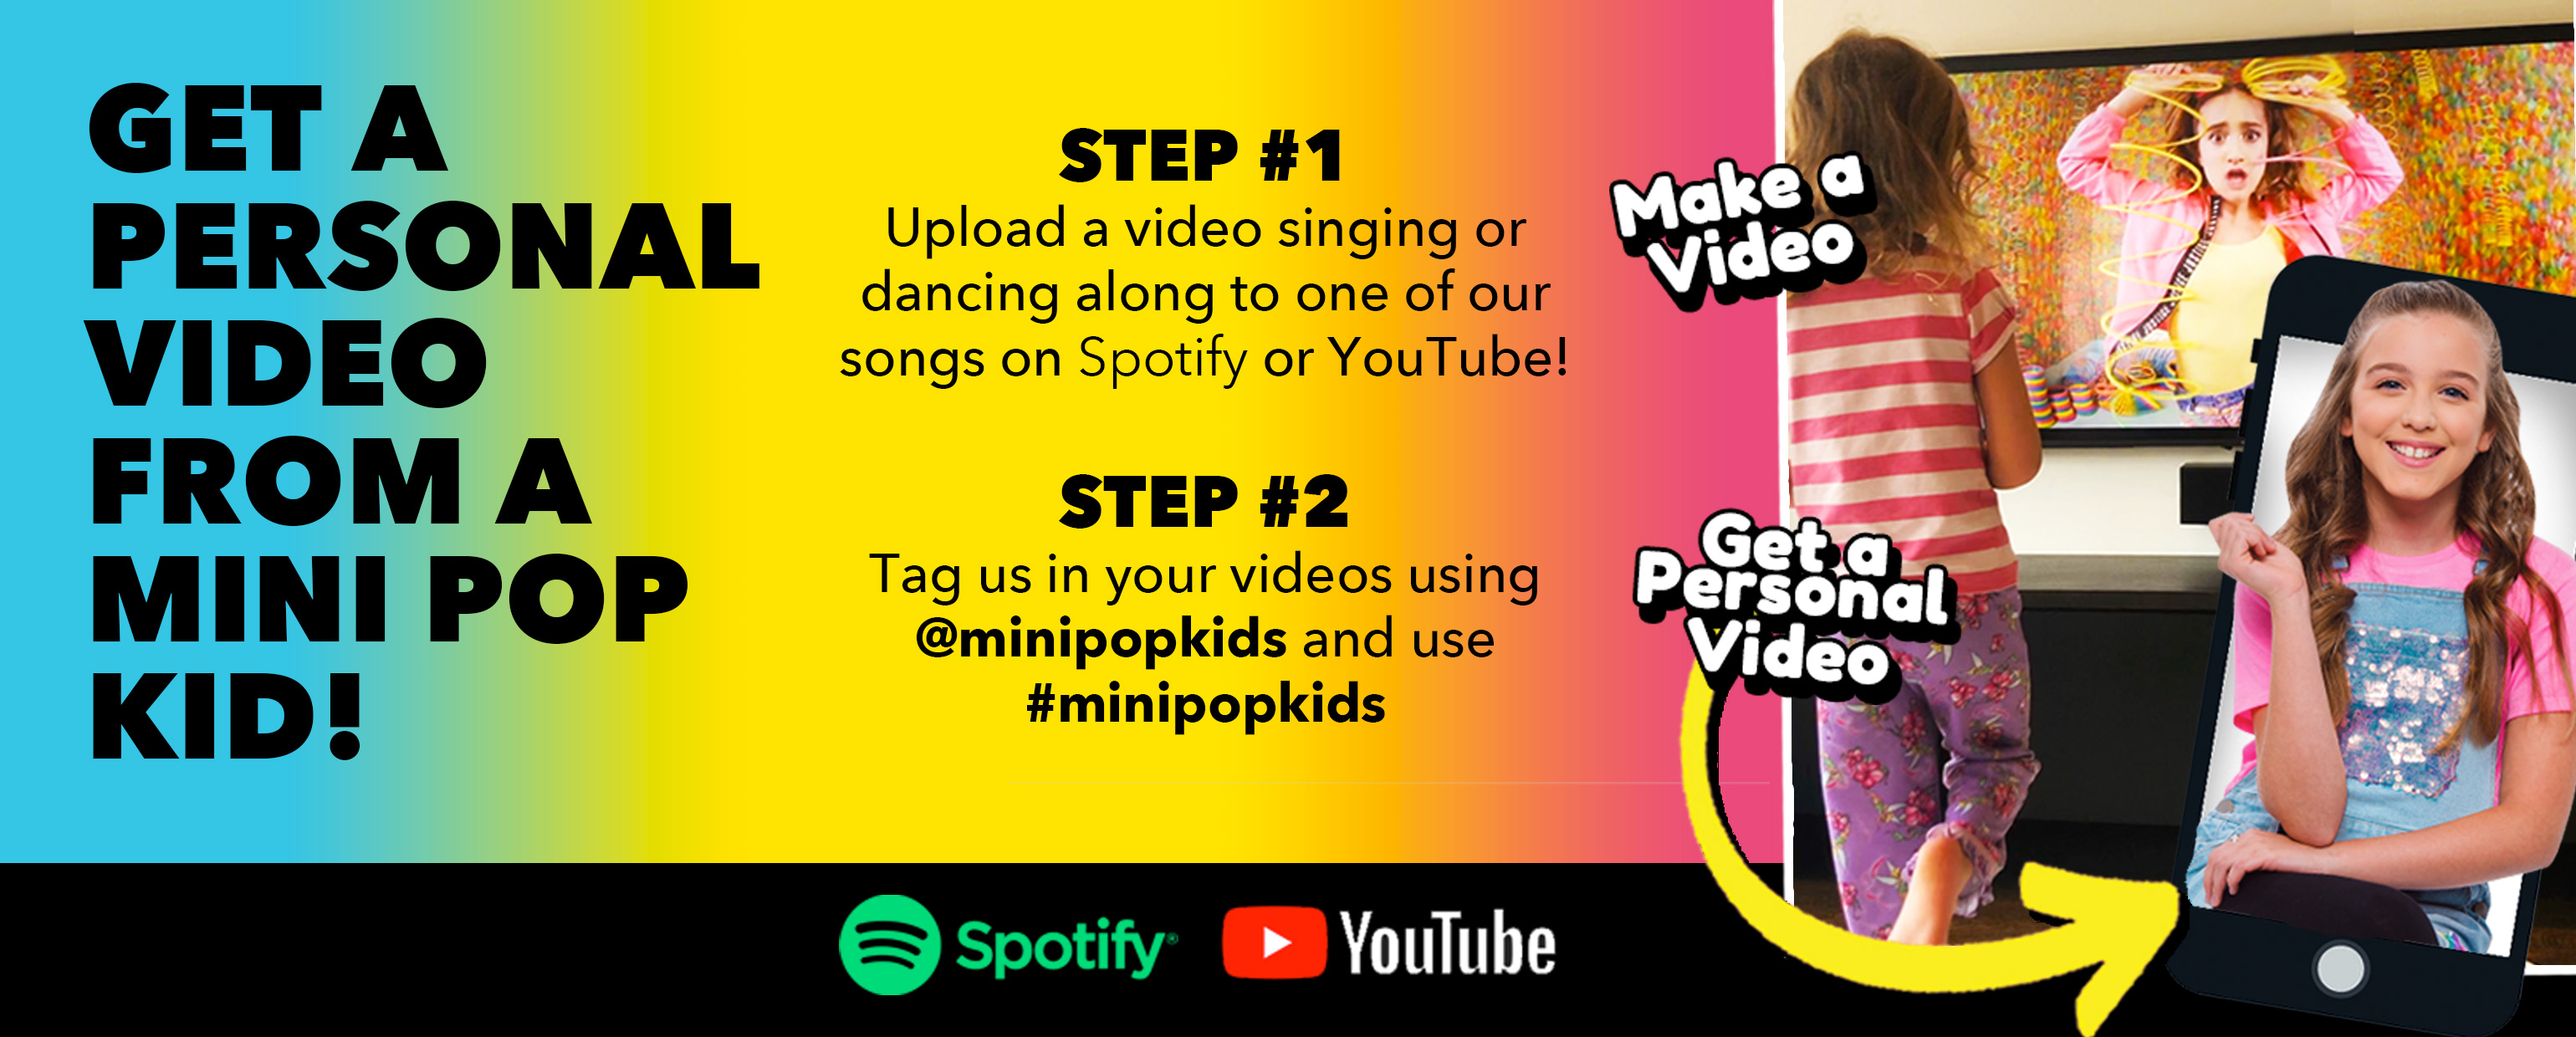 GET A
PERSONAL
VIDEO
FROM A
MINI POP
KID!
STEP #1
Upload a video singing or
dancing along to one of our
songs on Spotify or YouTube!
STEP #2
Tag us in your videos using
@minipopkids and use
#minipopkids
Make a
Video
Get a
Personal
Video
Spotify®
YouTube